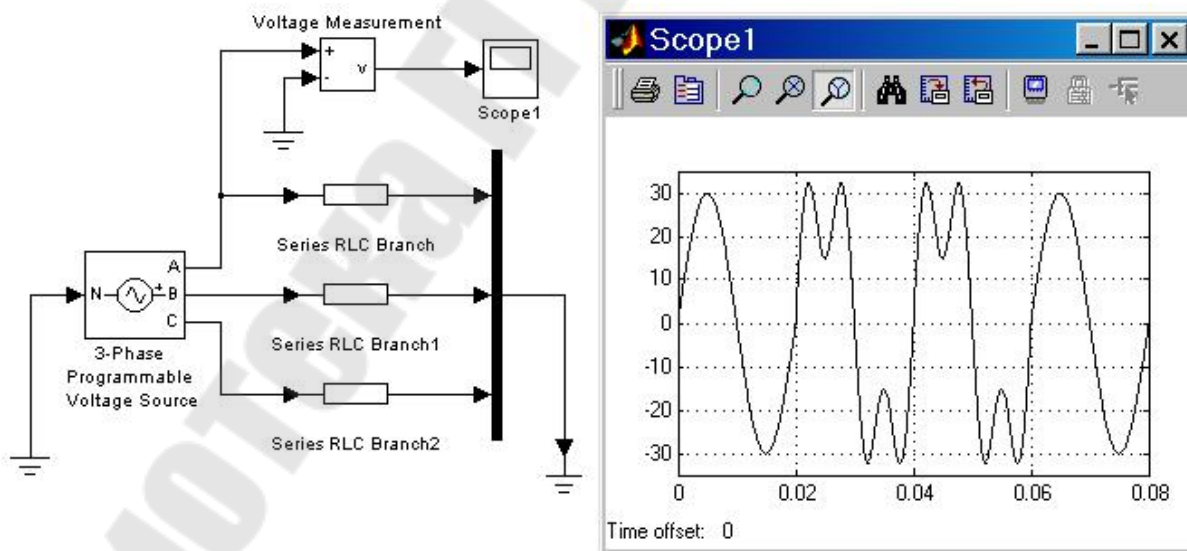 Voltage Measurement
+
-
v
Scope1
Series RLC Branch
A
N
+
B
C
Series RLC Branch1
3-Phase
Programmable
Voltage Source
Series RLC Branch2
Scope1
30
20
10
0
-10
-20
-30
0
0.02
0.04
0.06
0.08
Time offset: 0